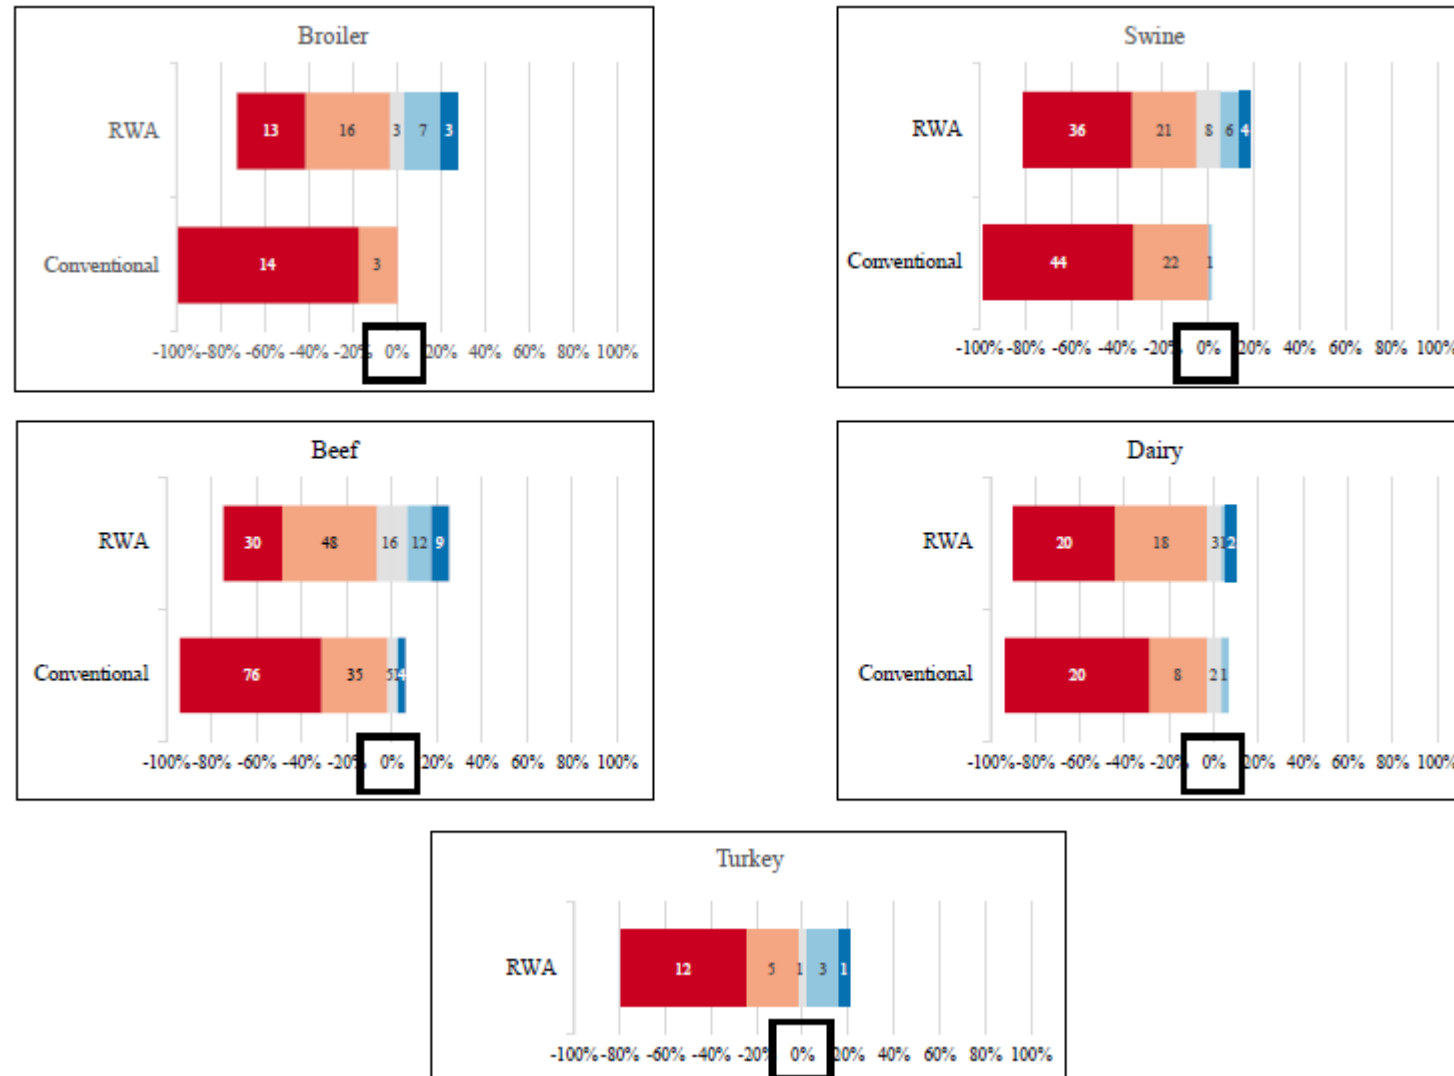 Broiler
RWA 13 16 3 7 3
Conventional 14 3
-100% -80% -60% -40% -20% 0% 20% 40% 60% 80% 100%
Swine
RWA 36 21 8 6 4
Conventional 44 22 1
-100% -80% -60% -40% -20% 0% 20% 40% 60% 80% 100%
Beef
RWA 30 48 16 12 9
Conventional 76 35 5 1 4
-100% -80% -60% -40% -20% 0% 20% 40% 60% 80% 100%
Dairy
RWA 20 18 3 1 2
Conventional 20 8 2 1
-100% -80% -60% -40% -20% 0% 20% 40% 60% 80% 100%
Turkey
RWA 12 5 1 3 1
-100% -80% -60% -40% -20% 0% 20% 40% 60% 80% 100%